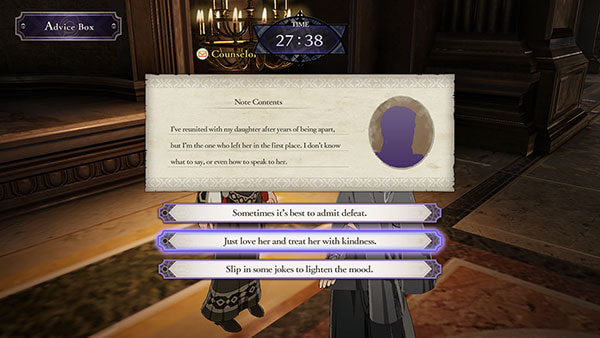 Advice Box
TIME
27:38
Counselor
Note Contents
I've reunited with my daughter after years of being apart,
but I'm the one who left her in the first place. I don't know
what to say, or even how to speak to her.
Sometimes it's best to admit defeat.
Just love her and treat her with kindness.
Slip in some jokes to lighten the mood.